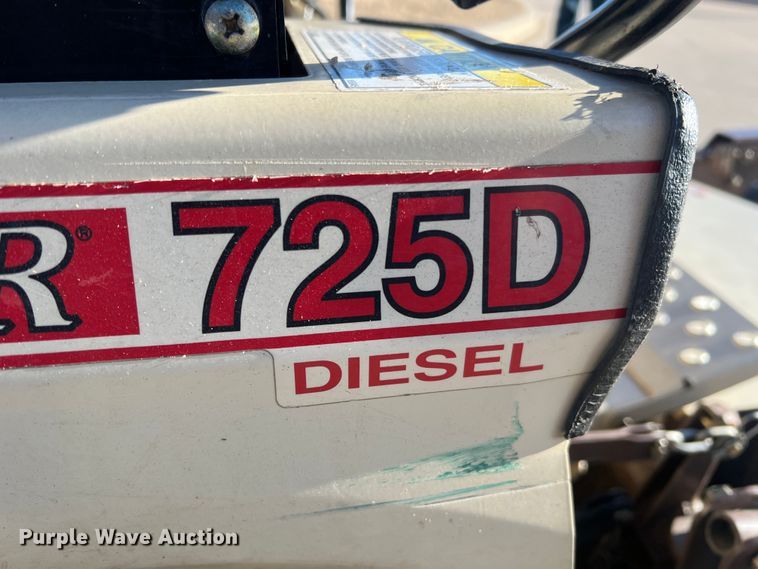 R® 725D
DIESEL
Purple Wave Auction